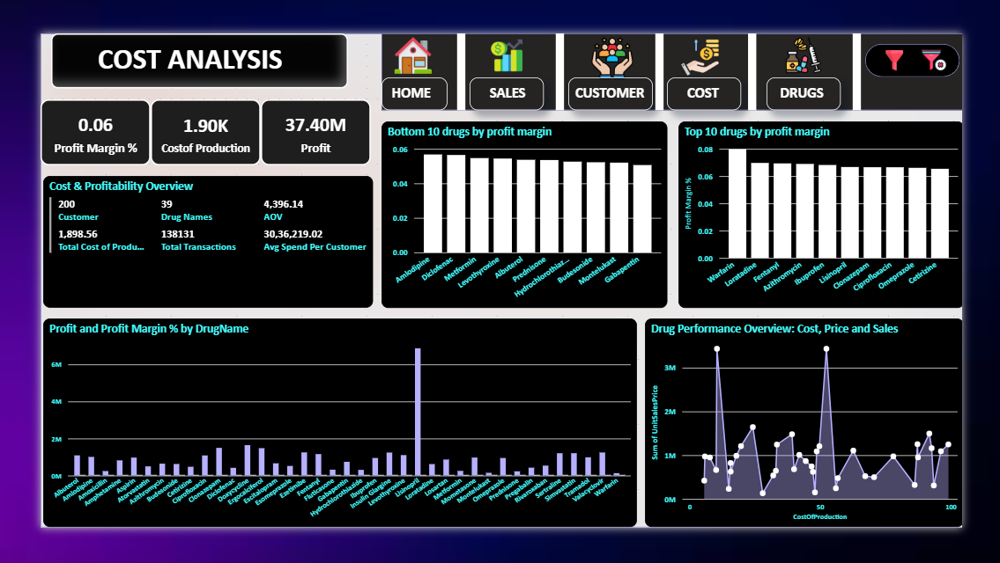 COST ANALYSIS
HOME
SALES
CUSTOMER
COST
DRUGS
0.06
Profit Margin %
1.90K
Costof Production
37.40M
Profit
Cost & Profitability Overview
200
Customer
39
Drug Names
4,396.14
AOV
1,898.56
Total Cost of Produ...
138131
Total Transactions
30,36,219.02
Avg Spend Per Customer
Bottom 10 drugs by profit margin
0.06
0.04
0.02
0.00
Amlodipine
Diclofenac
Metformin
Levothyroxine
Albuterol
Prednisone
Hydrochlorothiaz...
Budesonide
Montelukast
Gabapentin
Top 10 drugs by profit margin
Profit Margin %
0.08
0.06
0.04
0.02
0.00
Warfarin
Loratadine
Fentanyl
Azithromycin
Ibuprofen
Lisinopril
Clonazepam
Ciprofloxacin
Omeprazole
Cetirizine
Profit and Profit Margin % by DrugName
6M
4M
2M
0M
Albuterol
Amlodipine
Amoxicillin
Amphetamine
Aspirin
Atorvastatin
Azithromycin
Budesonide
Cetirizine
Ciprofloxacin
Clonazepam
Diclofenac
Doxycycline
Ergocalciferol
Escitalopram
Esomeprazole
Ezetimibe
Fentanyl
Fluticasone
Gabapentin
Hydrochlorothiazide
Ibuprofen
Insulin Glargine
Levothyroxine
Lisinopril
Loratadine
Losartan
Metformin
Mometasone
Montelukast
Omeprazole
Prednisone
Pregabalin
Rivaroxaban
Sertraline
Simvastatin
Tramadol
Valacyclovir
Warfarin
Drug Performance Overview: Cost, Price and Sales
Sum of UnitSalesPrice
3M
2M
1M
0M
0
50
100
CostOfProduction